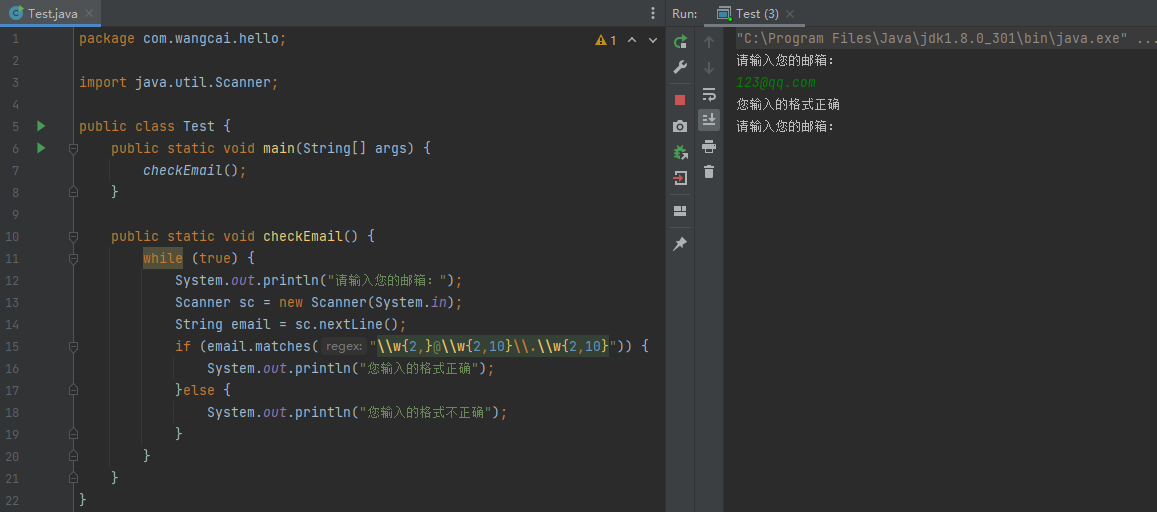 Test.java
1 package com.wangcai.hello;
1
2
3 import java.util.Scanner;
4
5 public class Test {
6 public static void main(String[] args) {
7 checkEmail();
8 }
9
10 public static void checkEmail() {
11 while (true) {
12 System.out.println("请输入您的邮箱：");
13 Scanner sc = new Scanner(System.in);
14 String email = sc.nextLine();
15 if (email.matches( regex: "\\w{2,}@\\w{2,10}\\.\\w{2,10}")) {
16 System.out.println("您输入的格式正确");
17 }else {
18 System.out.println("您输入的格式不正确");
19 }
20 }
21 }
22 }
Run: Test (3)
"C:\Program Files\Java\jdk1.8.0_301\bin\java.exe" ...
请输入您的邮箱：
123@qq.com
您输入的格式正确
请输入您的邮箱：